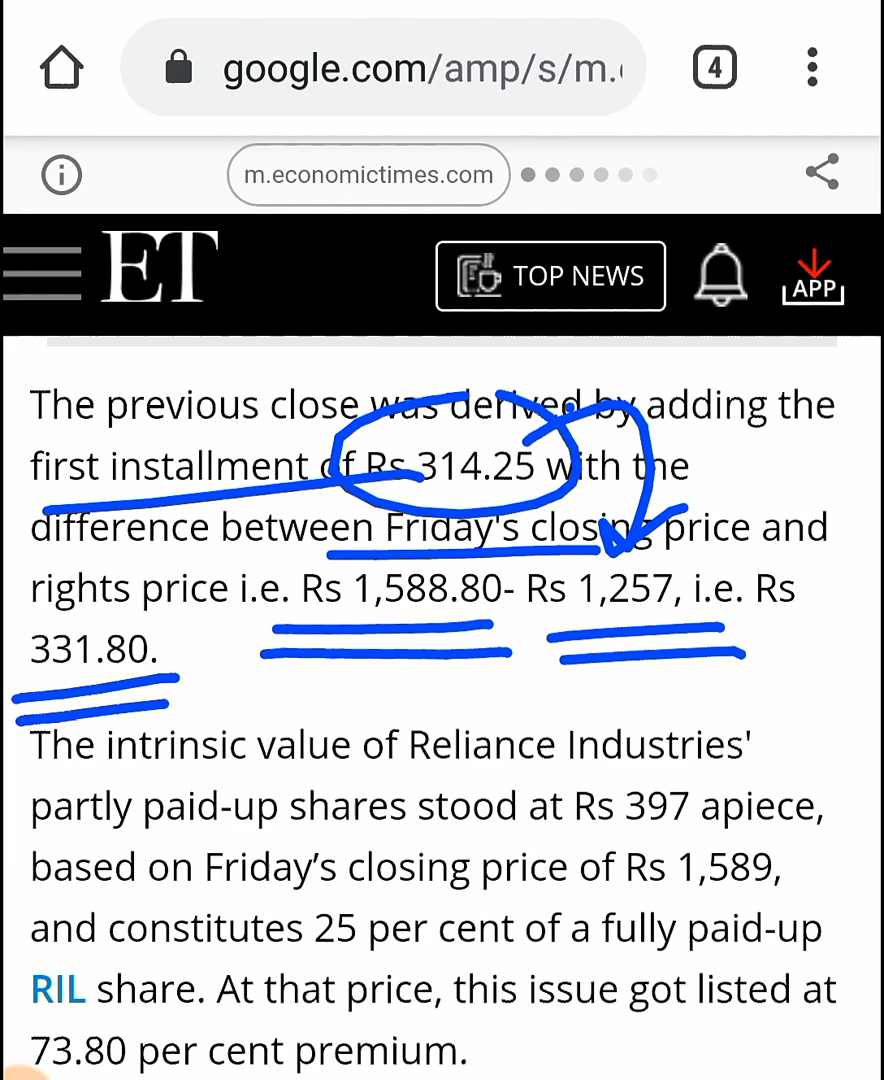 google.com/amp/s/m.
4
m.economictimes.com
ET
TOP NEWS
APP
The previous close was derived by adding the
first installment of Rs 314.25 with the
difference between Friday's closing price and
rights price i.e. Rs 1,588.80- Rs 1,257, i.e. Rs
331.80.
The intrinsic value of Reliance Industries'
partly paid-up shares stood at Rs 397 apiece,
based on Friday’s closing price of Rs 1,589,
and constitutes 25 per cent of a fully paid-up
RIL share. At that price, this issue got listed at
73.80 per cent premium.